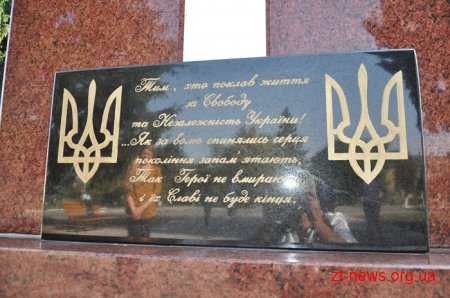 Тим, хто поклав життя
за Свободу
та Незалежність України!
...Як за волю спинялись серця
покоління запам'ятають,
Так Герої не вмирають
і їх Славі не буде кінця.
zt-news.org.ua